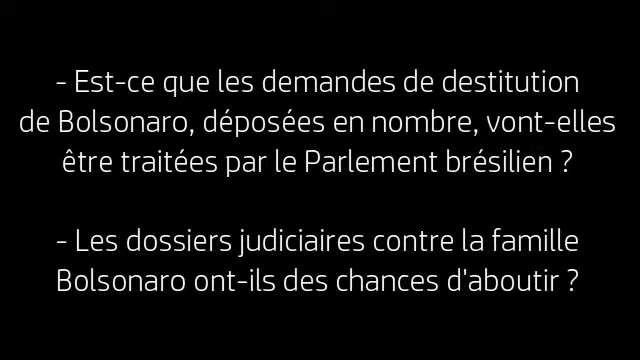 - Est-ce que les demandes de destitution
de Bolsonaro, déposées en nombre, vont-elles
être traitées par le Parlement brésilien ?
- Les dossiers judiciaires contre la famille
Bolsonaro ont-ils des chances d'aboutir ?